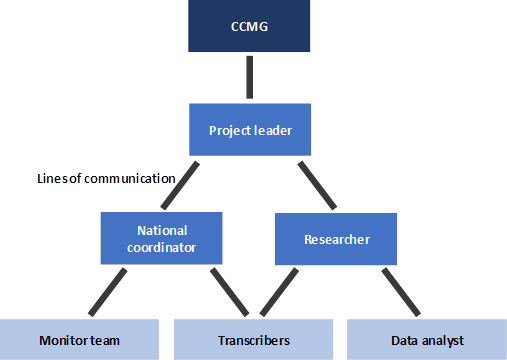 CCMG
Project leader
Lines of communication
National
coordinator
Researcher
Monitor team
Transcribers
Data analyst